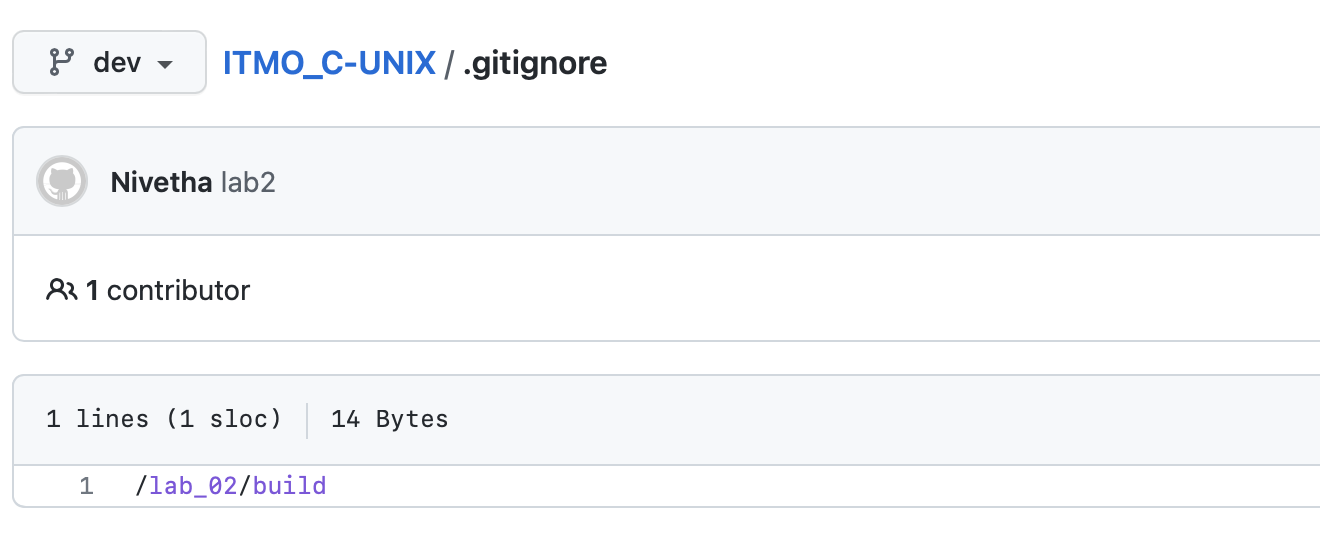 dev ITMO_C-UNIX / .gitignore
Nivetha lab2
1 contributor
1 lines (1 sloc) 14 Bytes
1 /lab_02/build